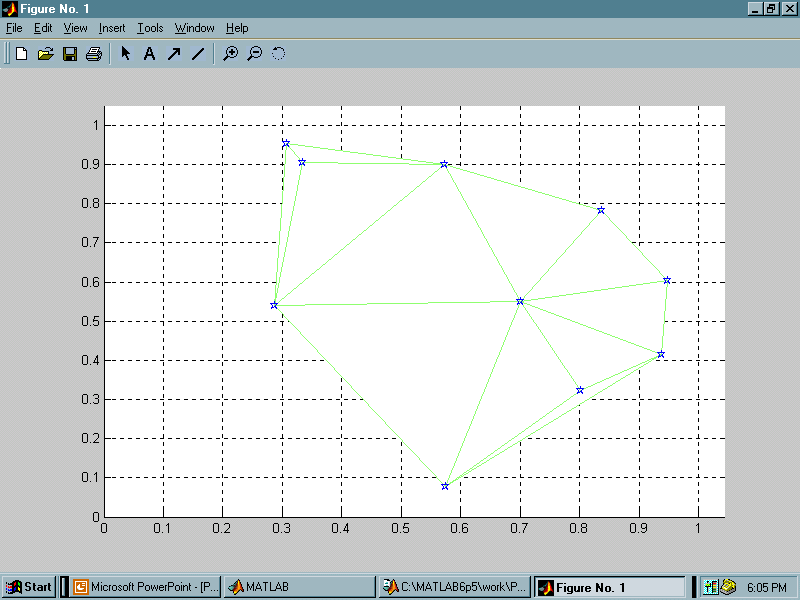 Figure No. 1
File Edit View Insert Tools Window Help
A
1
0.9
0.8
0.7
0.6
0.5
0.4
0.3
0.2
0.1
0
0 0.1 0.2 0.3 0.4 0.5 0.6 0.7 0.8 0.9 1
Start Microsoft PowerPoint - [P... MATLAB C:\MATLAB6p5\work\P... Figure No. 1 6:05 PM